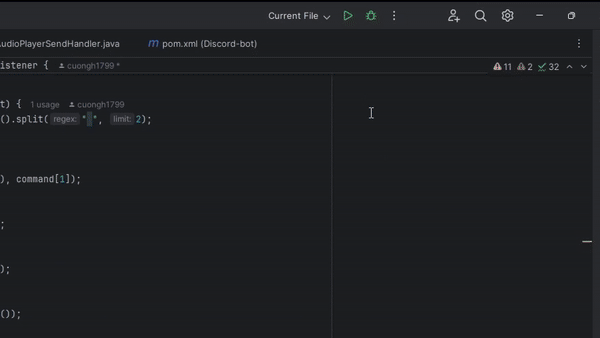 Current File
udioPlayerSendHandler.java m pom.xml (Discord-bot)
istener { cuongh1799 * 11 2 32
t) { 1 usage cuongh1799
().split( regex: " ", limit: 2);
), command[1]);
;
);
());